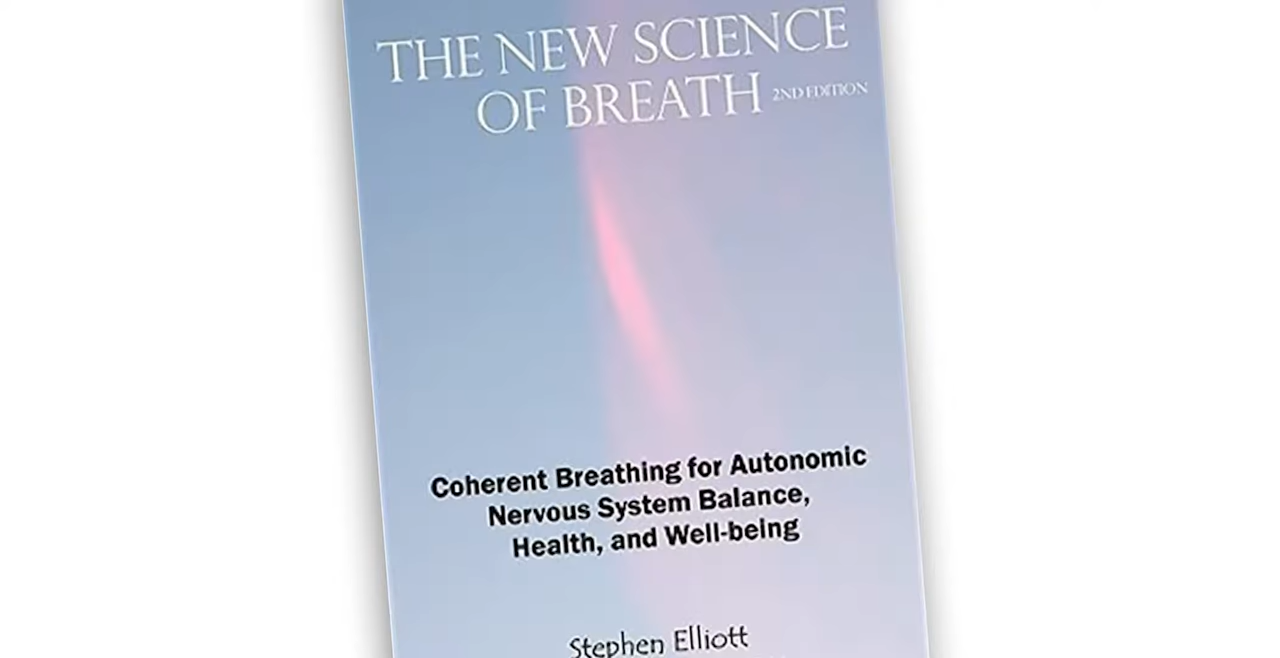 THE NEW SCIENCE
OF BREATH 2ND EDITION
Coherent Breathing for Autonomic
Nervous System Balance,
Health, and Well-being
Stephen Elliott